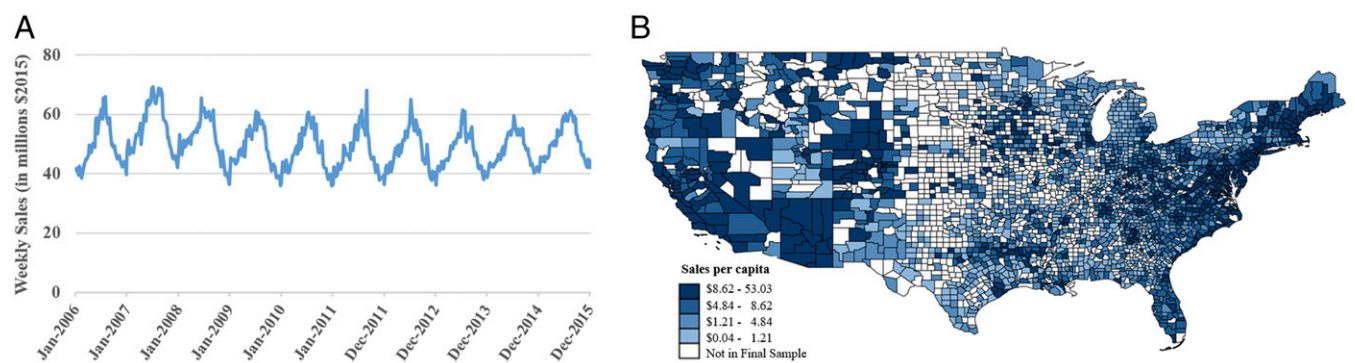 A
Weekly Sales (in millions $2015)
80
60
40
20
0
Jan-2006
Jan-2007
Jan-2008
Jan-2009
Jan-2010
Jan-2011
Dec-2011
Dec-2012
Dec-2013
Dec-2014
Dec-2015
B
Sales per capita
$8.62 - 53.03
$4.84 - 8.62
$1.21 - 4.84
$0.04 - 1.21
Not in Final Sample